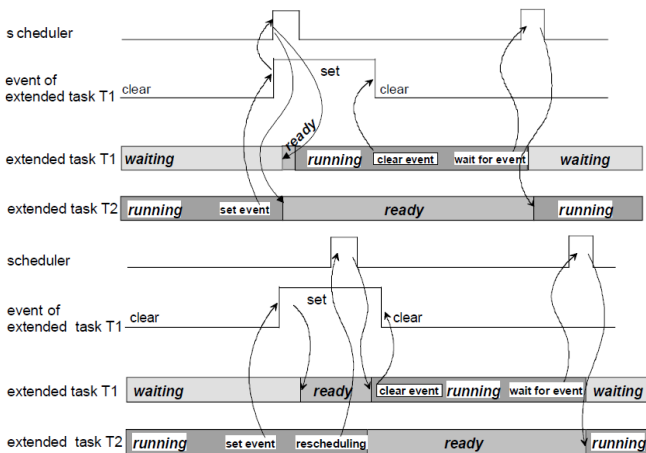 s cheduler
event of
extended task T1
clear
set
clear
ready
extended task T1
waiting
running
clear event
wait for event
waiting
extended task T2
running
set event
ready
running
scheduler
event of
extended task T1
clear
set
clear
extended task T1
waiting
ready
clear event
running
wait for event
waiting
extended task T2
running
set event
rescheduling
ready
running